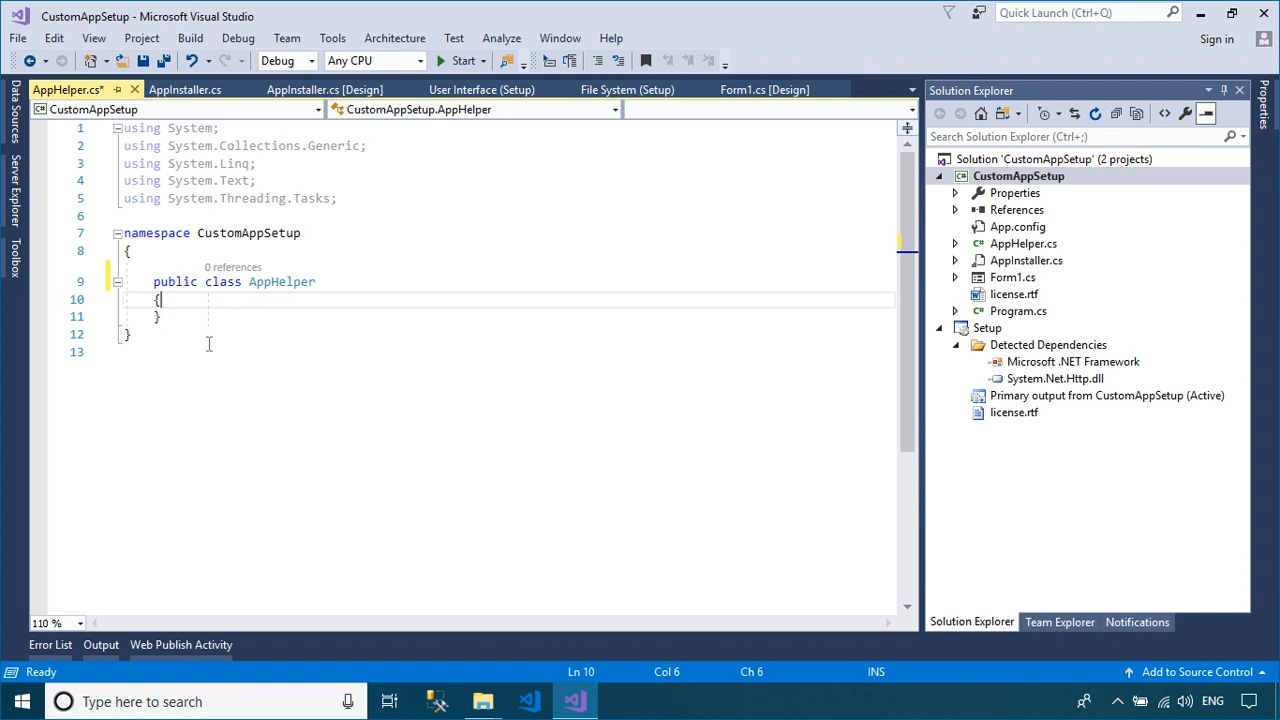 CustomAppSetup - Microsoft Visual Studio
Quick Launch (Ctrl+Q)
File Edit View Project Build Debug Team Tools Architecture Test Analyze Window Help
Sign in
Debug
Any CPU
Start
AppHelper.cs*
AppInstaller.cs
AppInstaller.cs [Design]
User Interface (Setup)
File System (Setup)
Form1.cs [Design]
CustomAppSetup
CustomAppSetup.AppHelper
Data Sources
Server Explorer
Toolbox
1 using System;
2 using System.Collections.Generic;
3 using System.Linq;
4 using System.Text;
5 using System.Threading.Tasks;
6
7 namespace CustomAppSetup
8 {
0 references
9 public class AppHelper
10 {
11 }
12 }
13
110 %
Solution Explorer
Search Solution Explorer (Ctrl+;)
Solution 'CustomAppSetup' (2 projects)
CustomAppSetup
Properties
References
App.config
AppHelper.cs
AppInstaller.cs
Form1.cs
license.rtf
Program.cs
Setup
Detected Dependencies
Microsoft .NET Framework
System.Net.Http.dll
Primary output from CustomAppSetup (Active)
license.rtf
Solution Explorer Team Explorer Notifications
Properties
Error List Output Web Publish Activity
Ready
Ln 10
Col 6
Ch 6
INS
Add to Source Control
Type here to search
ENG